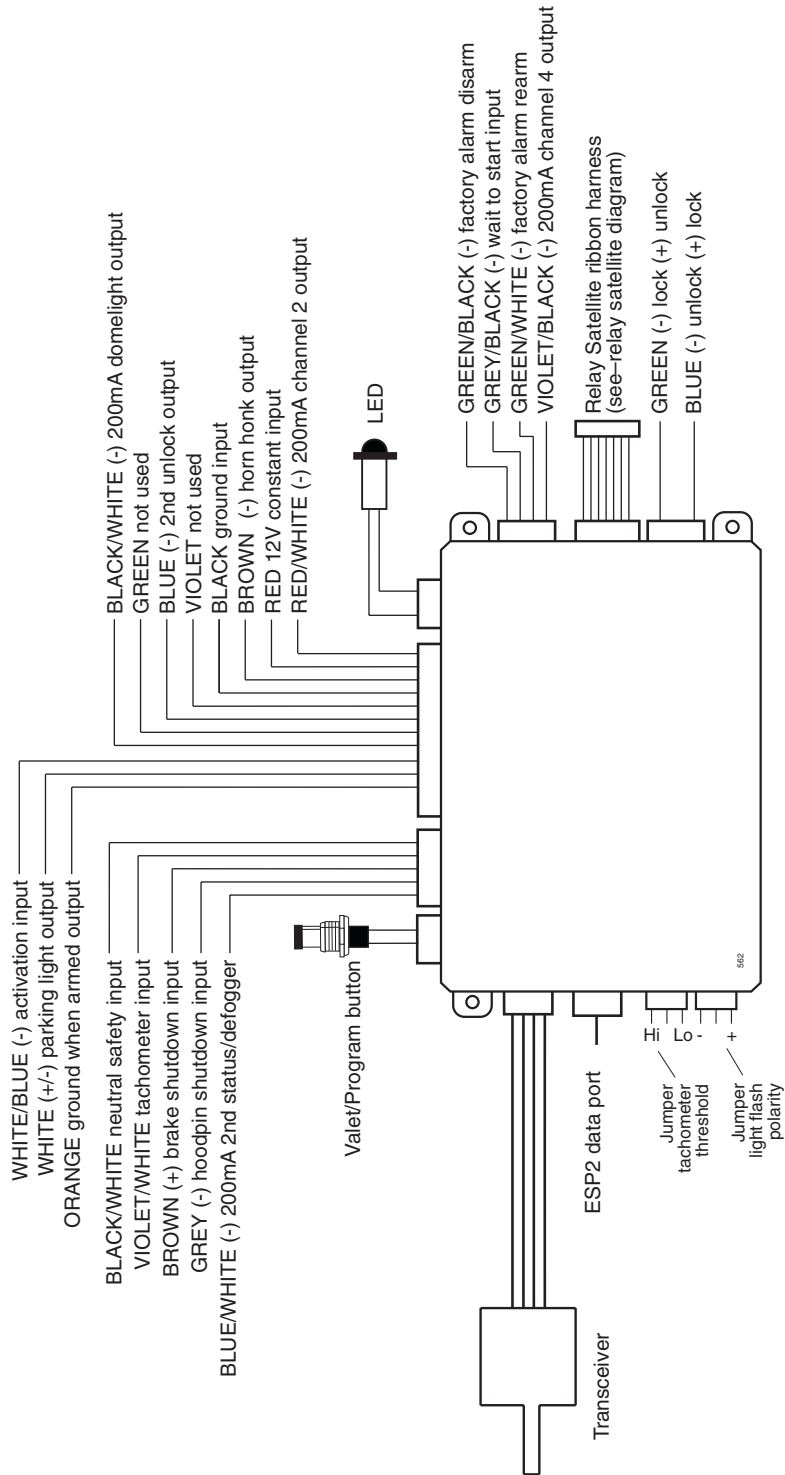 WHITE/BLUE (-) activation input
WHITE (+/-) parking light output
ORANGE ground when armed output
BLACK/WHITE neutral safety input
VIOLET/WHITE tachometer input
BROWN (+) brake shutdown input
GREY (-) hoodpin shutdown input
BLUE/WHITE (-) 200mA 2nd status/defogger
Valet/Program button
BLACK/WHITE (-) 200mA domelight output
GREEN not used
BLUE (-) 2nd unlock output
VIOLET not used
BLACK ground input
BROWN (-) horn honk output
RED 12V constant input
RED/WHITE (-) 200mA channel 2 output
LED
GREEN/BLACK (-) factory alarm disarm
GREY/BLACK (-) wait to start input
GREEN/WHITE (-) factory alarm rearm
VIOLET/BLACK (-) 200mA channel 4 output
Relay Satellite ribbon harness
(see–relay satellite diagram)
GREEN (-) lock (+) unlock
BLUE (-) unlock (+) lock
Transceiver
ESP2 data port
Hi
Lo
-
+
Jumper
tachometer
threshold
Jumper
light flash
polarity
562